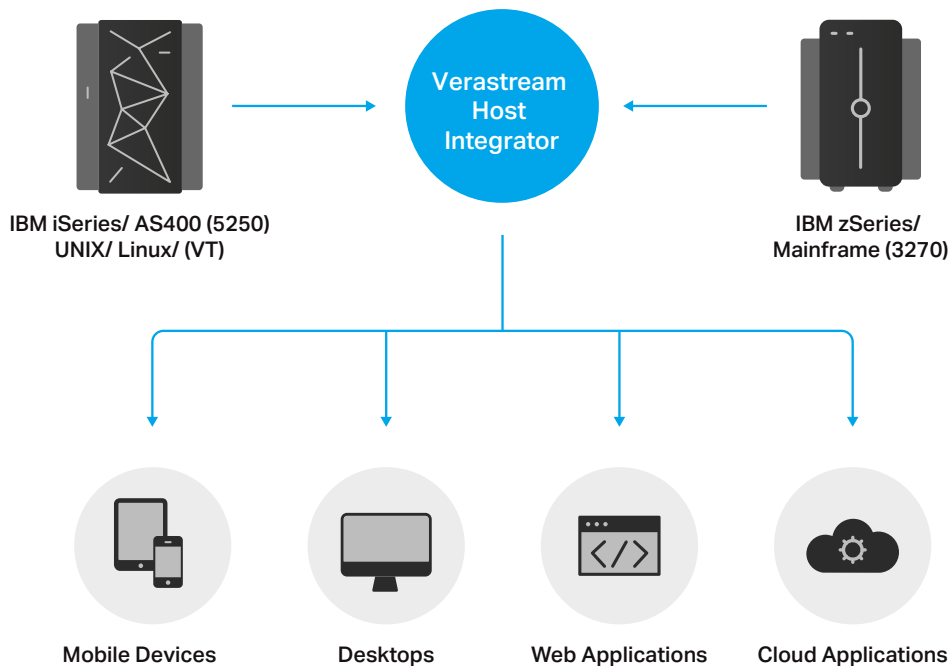 Verastream
Host
Integrator
IBM iSeries/ AS400 (5250)
UNIX/ Linux/ (VT)
IBM zSeries/
Mainframe (3270)
</>
Mobile Devices
Desktops
Web Applications
Cloud Applications